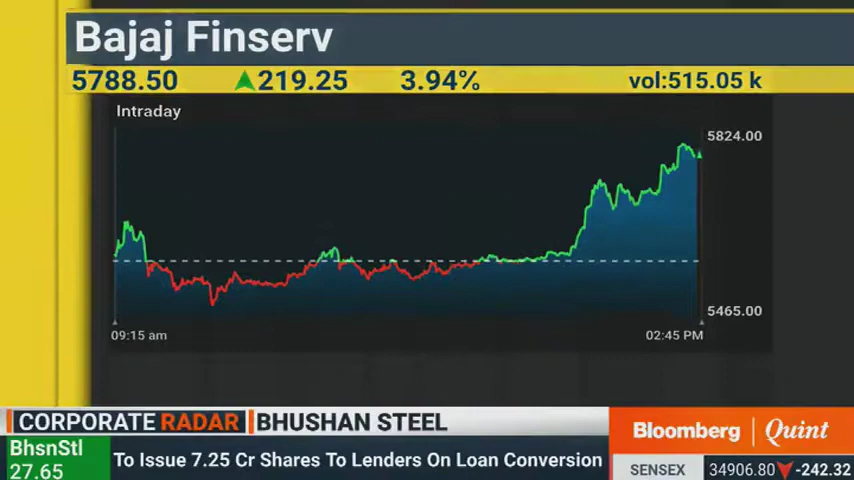 Bajaj Finserv
5788.50 ▲219.25 3.94% vol:515.05 k
Intraday
5824.00
5465.00
09:15 am 02:45 PM
CORPORATE RADAR BHUSHAN STEEL
BhsnStl
27.65
To Issue 7.25 Cr Shares To Lenders On Loan Conversion
Bloomberg | Quint
SENSEX 34906.80 ▼ -242.32